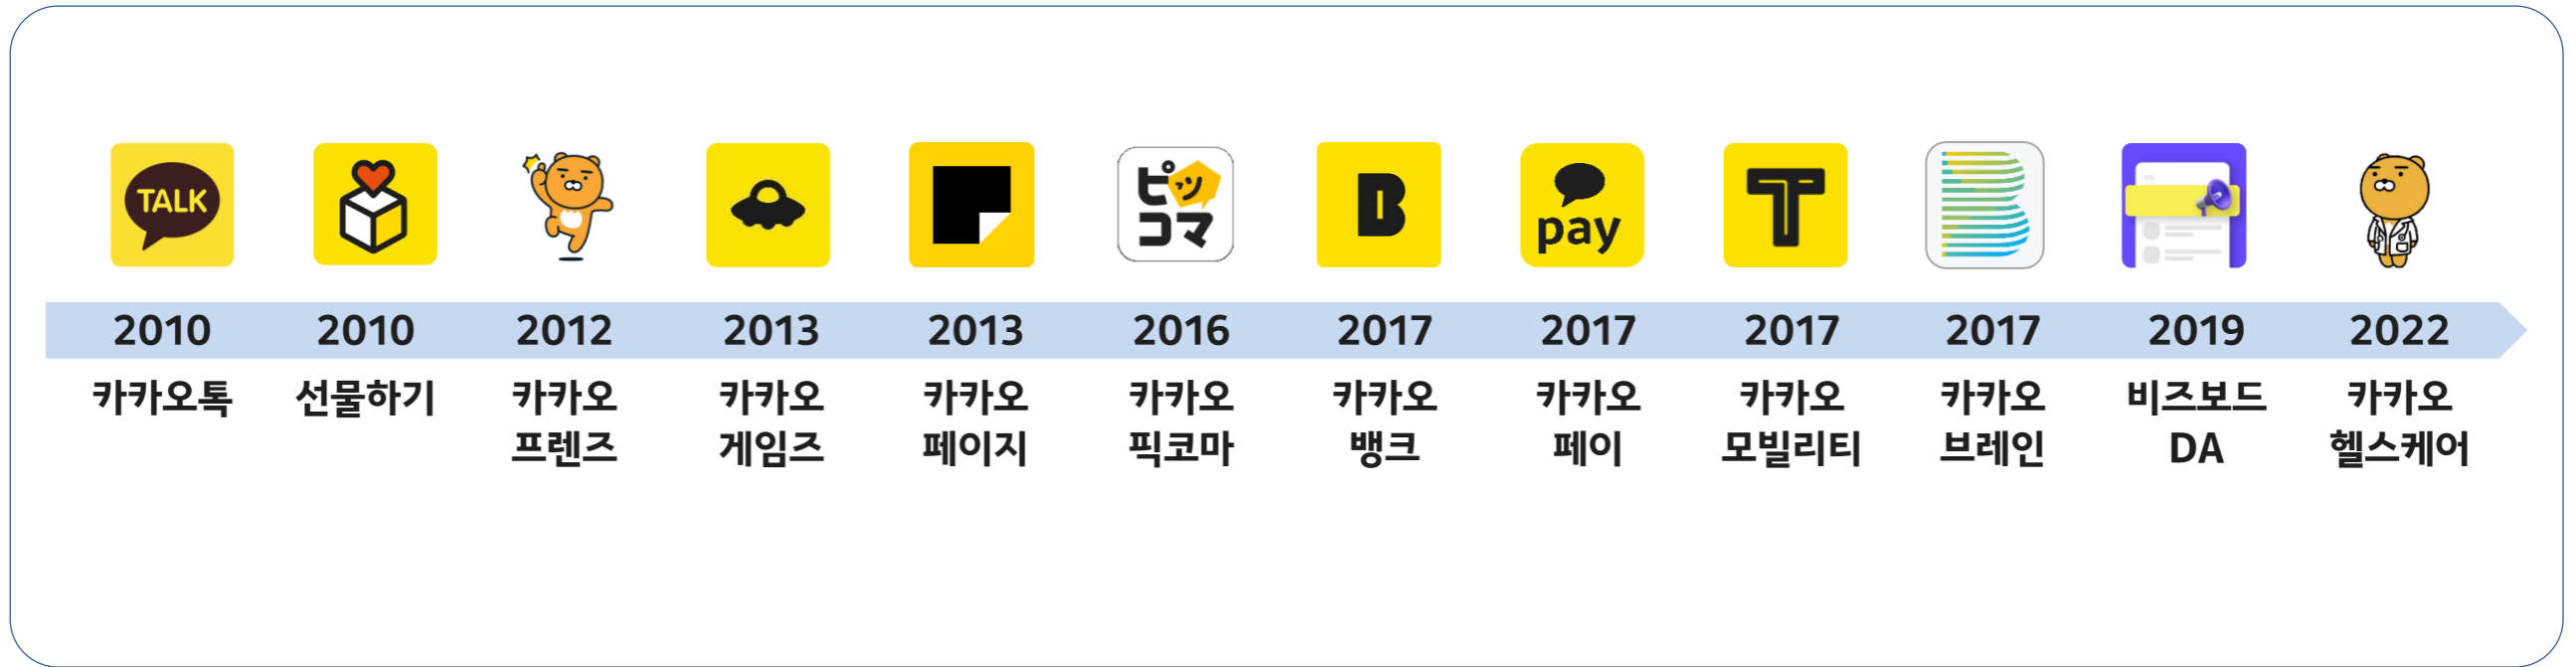 TALK
ピッコマ
B
pay
T
B
2010 2010 2012 2013 2013 2016 2017 2017 2017 2017 2019 2022
카카오톡 선물하기 카카오 카카오 카카오 카카오 카카오 카카오 카카오 카카오 비즈보드 카카오
프렌즈 게임즈 페이지 픽코마 뱅크 페이 모빌리티 브레인 DA 헬스케어